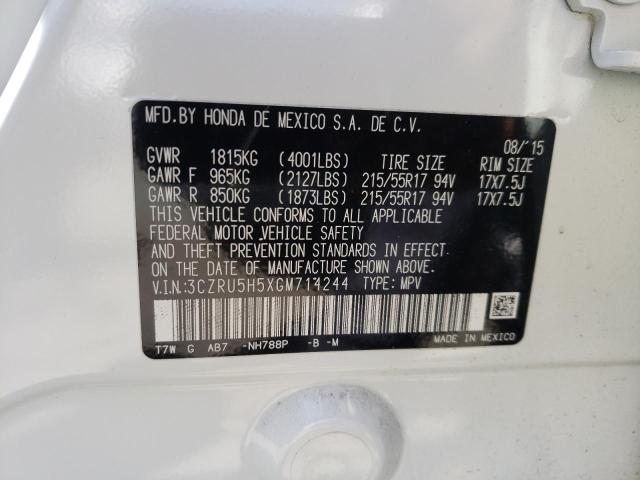 MFD.BY HONDA DE MEXICO S.A. DE C.V.
08/'15
GVWR 1815KG (4001LBS) TIRE SIZE RIM SIZE
GAWR F 965KG (2127LBS) 215/55R17 94V 17X7.5J
GAWR R 850KG (1873LBS) 215/55R17 94V 17X7.5J
THIS VEHICLE CONFORMS TO ALL APPLICABLE
FEDERAL MOTOR VEHICLE SAFETY
AND THEFT PREVENTION STANDARDS IN EFFECT
ON THE DATE OF MANUFACTURE SHOWN ABOVE.
V.I.N.:3CZRU5H5XGM714244 TYPE: MPV
T7W G AB7 -NH788P -B -M MADE IN MEXICO